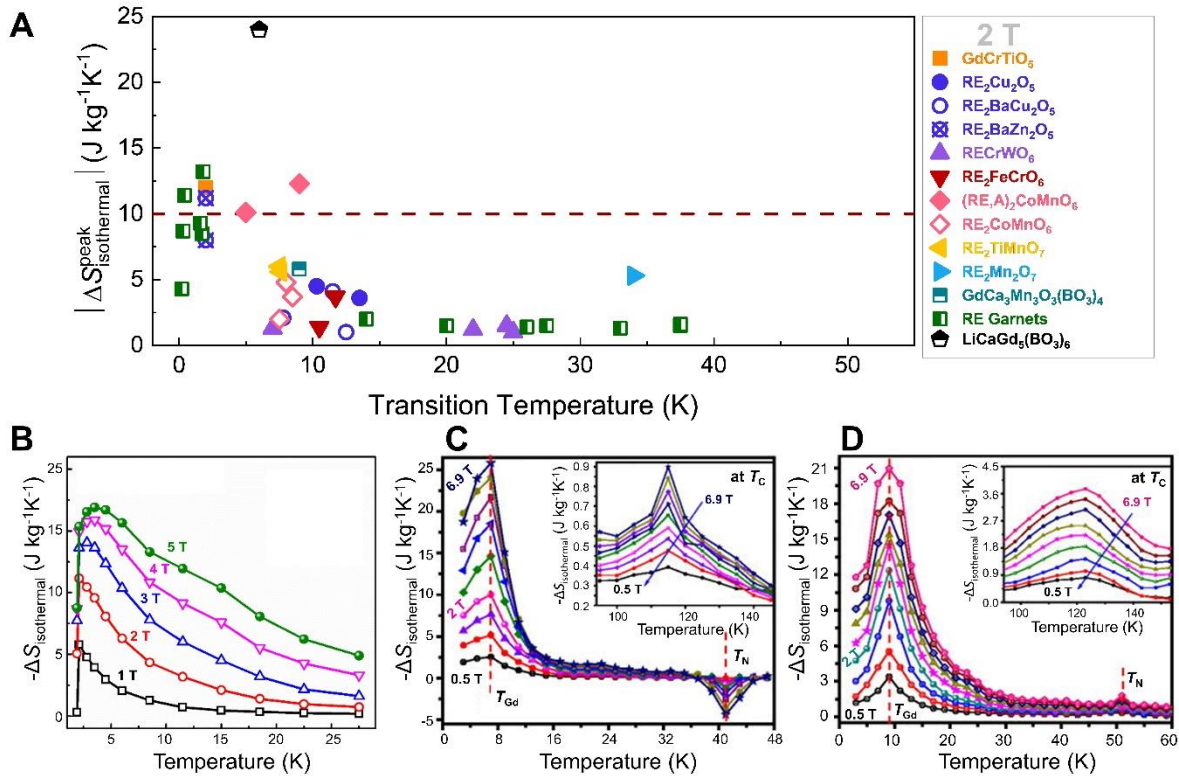 A
|ΔS^peak_isothermal| (J kg⁻¹K⁻¹)
25
20
15
10
5
0
0 10 20 30 40 50
Transition Temperature (K)
2 T
GdCrTiO₅
RE₂Cu₂O₅
RE₂BaCu₂O₅
RE₂BaZn₂O₅
RECrWO₆
RE₂FeCrO₆
(RE,A)₂CoMnO₆
RE₂CoMnO₆
RE₂TiMnO₇
RE₂Mn₂O₇
GdCa₃Mn₃O₃(BO₃)₄
RE Garnets
LiCaGd₅(BO₃)₆
B
-ΔS_isothermal (J kg⁻¹K⁻¹)
25
20
15
10
5
0
5 T
4 T
3 T
2 T
1 T
5 10 15 20 25
Temperature (K)
C
-ΔS_isothermal (J kg⁻¹K⁻¹)
25
20
15
10
5
0
-5
6.9 T
2 T
0.5 T
T_Gd
T_N
0 4 8 12 16 20 24 28 32 36 40 44 48
Temperature (K)
-ΔS_isothermal (J kg⁻¹K⁻¹)
0.9
0.8
0.7
0.6
0.5
0.4
0.3
0.2
at T_C
6.9 T
0.5 T
100 120 140
Temperature (K)
D
-ΔS_isothermal (J kg⁻¹K⁻¹)
21
18
15
12
9
6
3
0
6.9 T
2 T
0.5 T
T_Gd
T_N
0 10 20 30 40 50 60
Temperature (K)
-ΔS_isothermal (J kg⁻¹K⁻¹)
4.5
3.6
2.7
1.8
0.9
0.0
at T_C
6.9 T
0.5 T
100 120 140
Temperature (K)